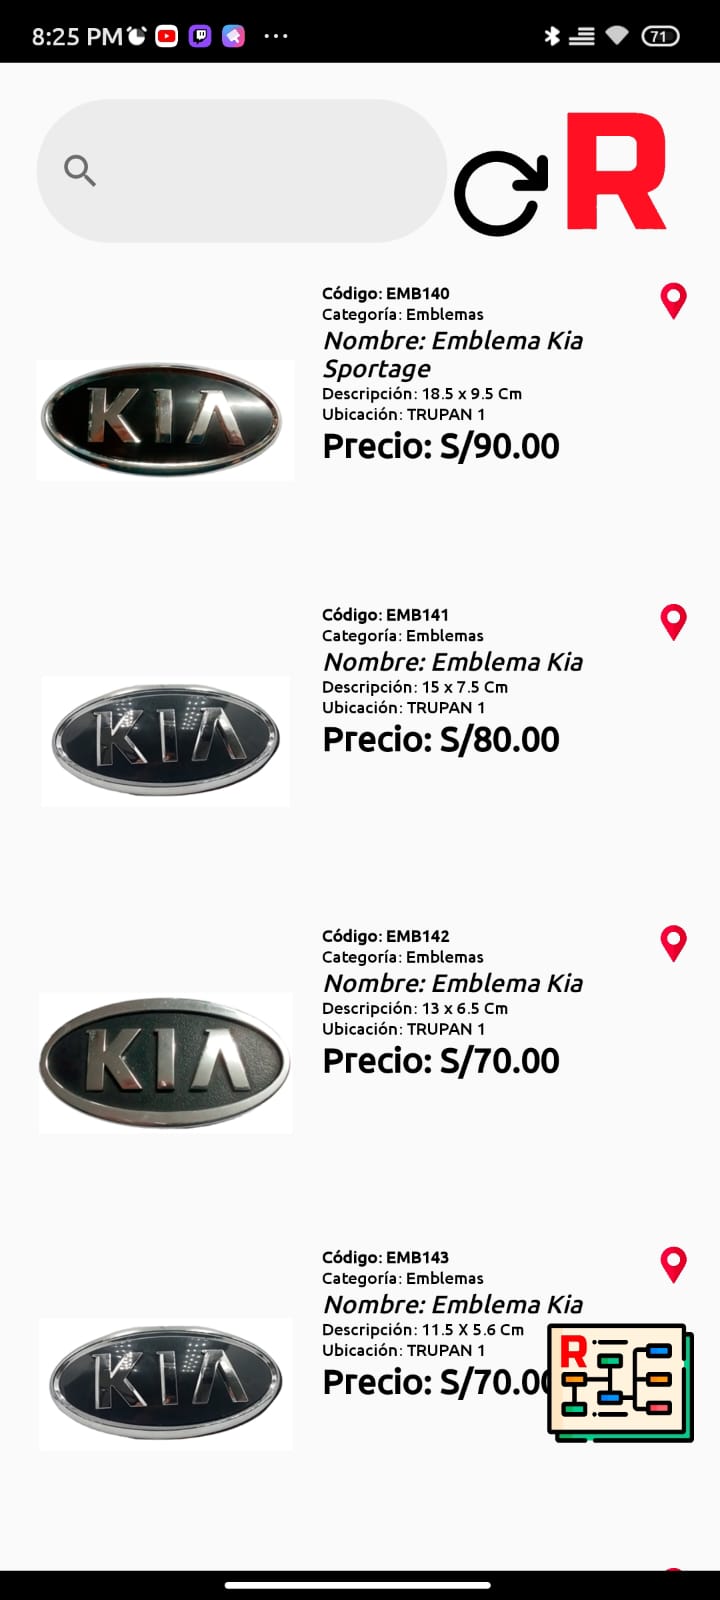 8:25 PM
71
R
Código: EMB140
Categoría: Emblemas
Nombre: Emblema Kia
Sportage
Descripción: 18.5 x 9.5 Cm
Ubicación: TRUPAN 1
Precio: S/90.00
KIA
Código: EMB141
Categoría: Emblemas
Nombre: Emblema Kia
Descripción: 15 x 7.5 Cm
Ubicación: TRUPAN 1
Precio: S/80.00
KIA
Código: EMB142
Categoría: Emblemas
Nombre: Emblema Kia
Descripción: 13 x 6.5 Cm
Ubicación: TRUPAN 1
Precio: S/70.00
KIA
Código: EMB143
Categoría: Emblemas
Nombre: Emblema Kia
Descripción: 11.5 X 5.6 Cm
Ubicación: TRUPAN 1
Precio: S/70.00
KIA
R